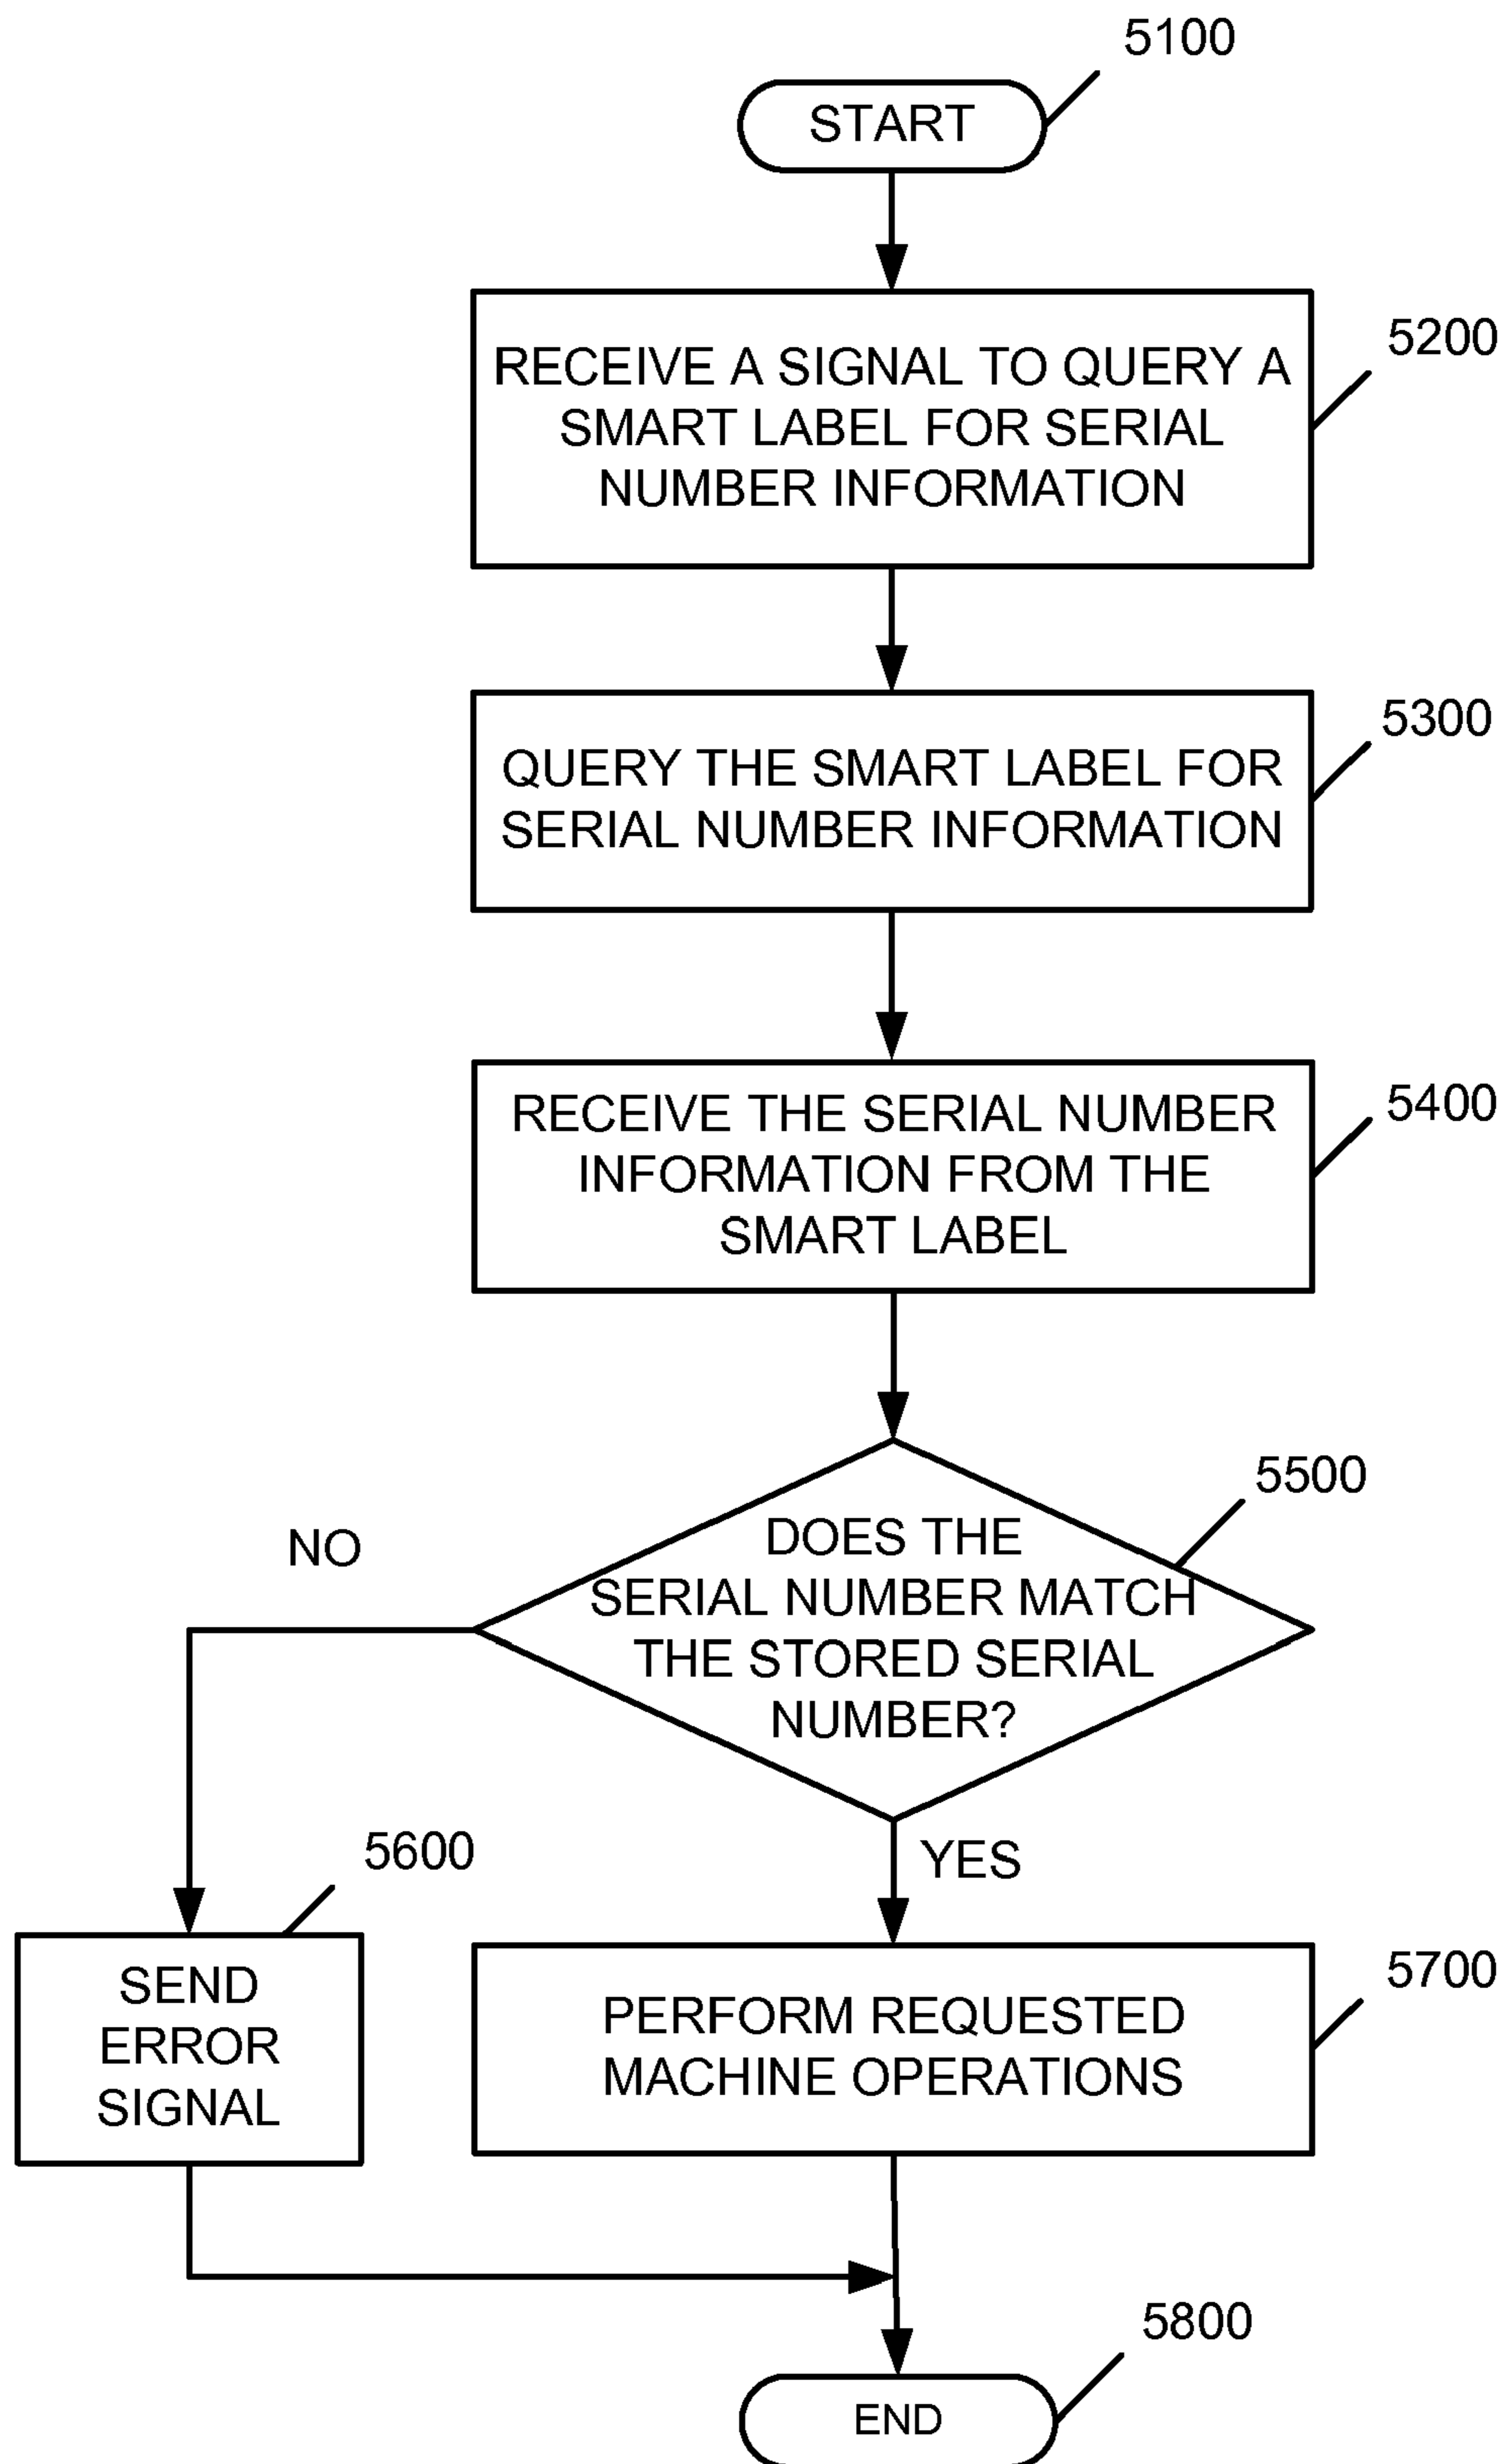 5100
START
5200
RECEIVE A SIGNAL TO QUERY A
SMART LABEL FOR SERIAL
NUMBER INFORMATION
5300
QUERY THE SMART LABEL FOR
SERIAL NUMBER INFORMATION
5400
RECEIVE THE SERIAL NUMBER
INFORMATION FROM THE
SMART LABEL
5500
DOES THE
SERIAL NUMBER MATCH
THE STORED SERIAL
NUMBER?
NO
YES
5600
SEND
ERROR
SIGNAL
5700
PERFORM REQUESTED
MACHINE OPERATIONS
5800
END